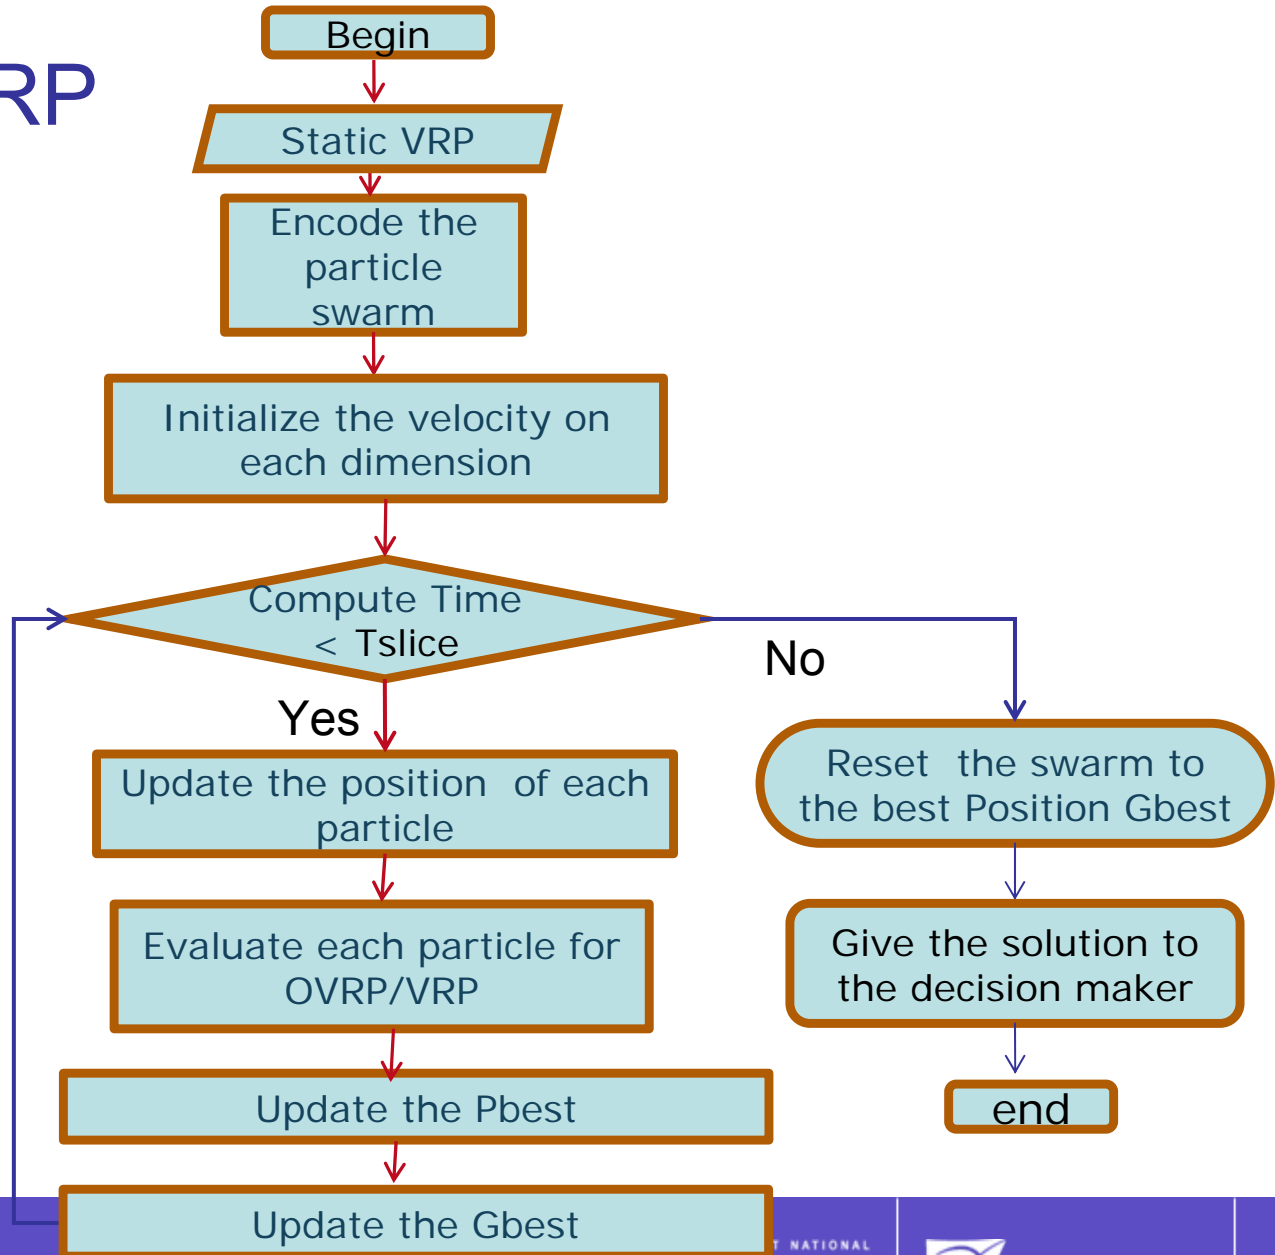 Begin
RP
Static VRP
Encode the
particle
swarm
Initialize the velocity on
each dimension
Compute Time
< Tslice
No
Yes
Update the position of each
particle
Reset the swarm to
the best Position Gbest
Evaluate each particle for
OVRP/VRP
Give the solution to
the decision maker
Update the Pbest
end
Update the Gbest
T NATIONAL